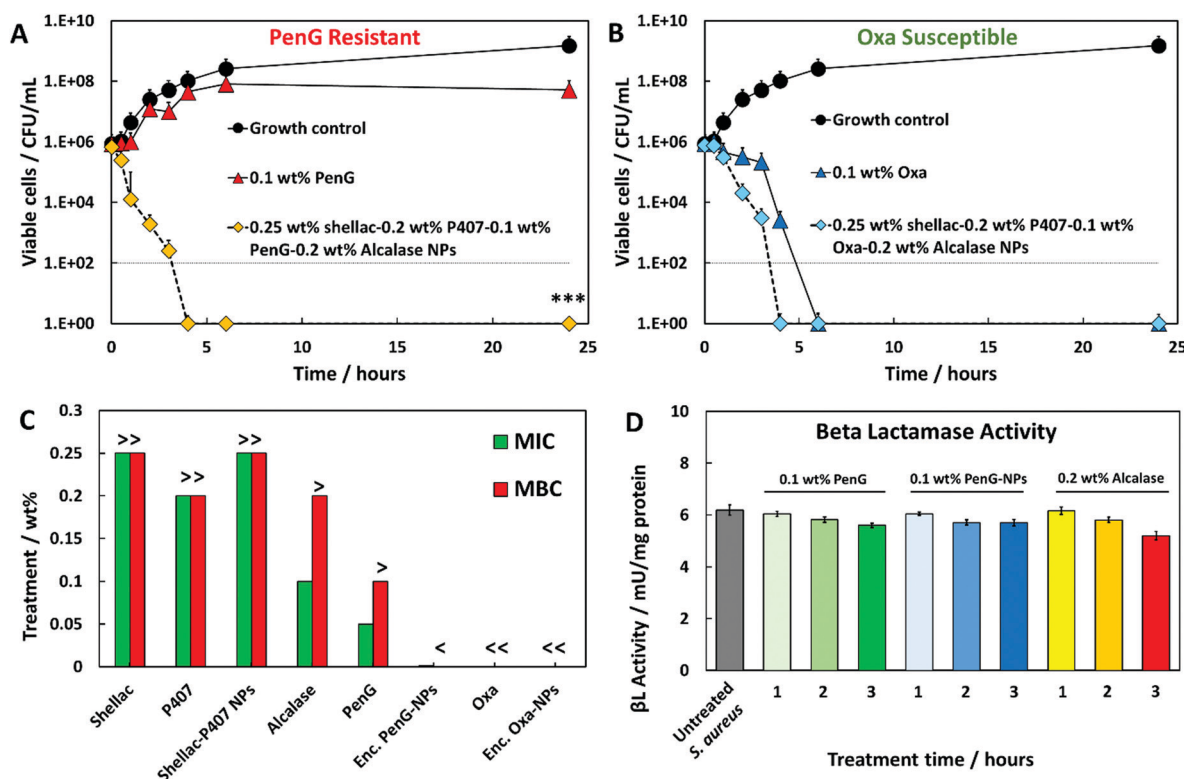 A
PenG Resistant
1.E+10
1.E+08
1.E+06
1.E+04
1.E+02
1.E+00
Viable cells / CFU/mL
Growth control
0.1 wt% PenG
0.25 wt% shellac-0.2 wt% P407-0.1 wt%
PenG-0.2 wt% Alcalase NPs
***
0 5 10 15 20 25
Time / hours
B
Oxa Susceptible
1.E+10
1.E+08
1.E+06
1.E+04
1.E+02
1.E+00
Viable cells / CFU/mL
Growth control
0.1 wt% Oxa
0.25 wt% shellac-0.2 wt% P407-0.1 wt%
Oxa-0.2 wt% Alcalase NPs
0 5 10 15 20 25
Time / hours
C
0.3
0.25
0.2
0.15
0.1
0.05
0
Treatment / wt%
MIC
MBC
>> >> >> > > < << <<
Shellac
P407
Shellac-P407 NPs
Alcalase
PenG
Enc. PenG-NPs
Oxa
Enc. Oxa-NPs
D
Beta Lactamase Activity
10
8
6
4
2
0
βL Activity / mU/mg protein
0.1 wt% PenG
0.1 wt% PenG-NPs
0.2 wt% Alcalase
Untreated
S. aureus
1 2 3 1 2 3 1 2 3
Treatment time / hours